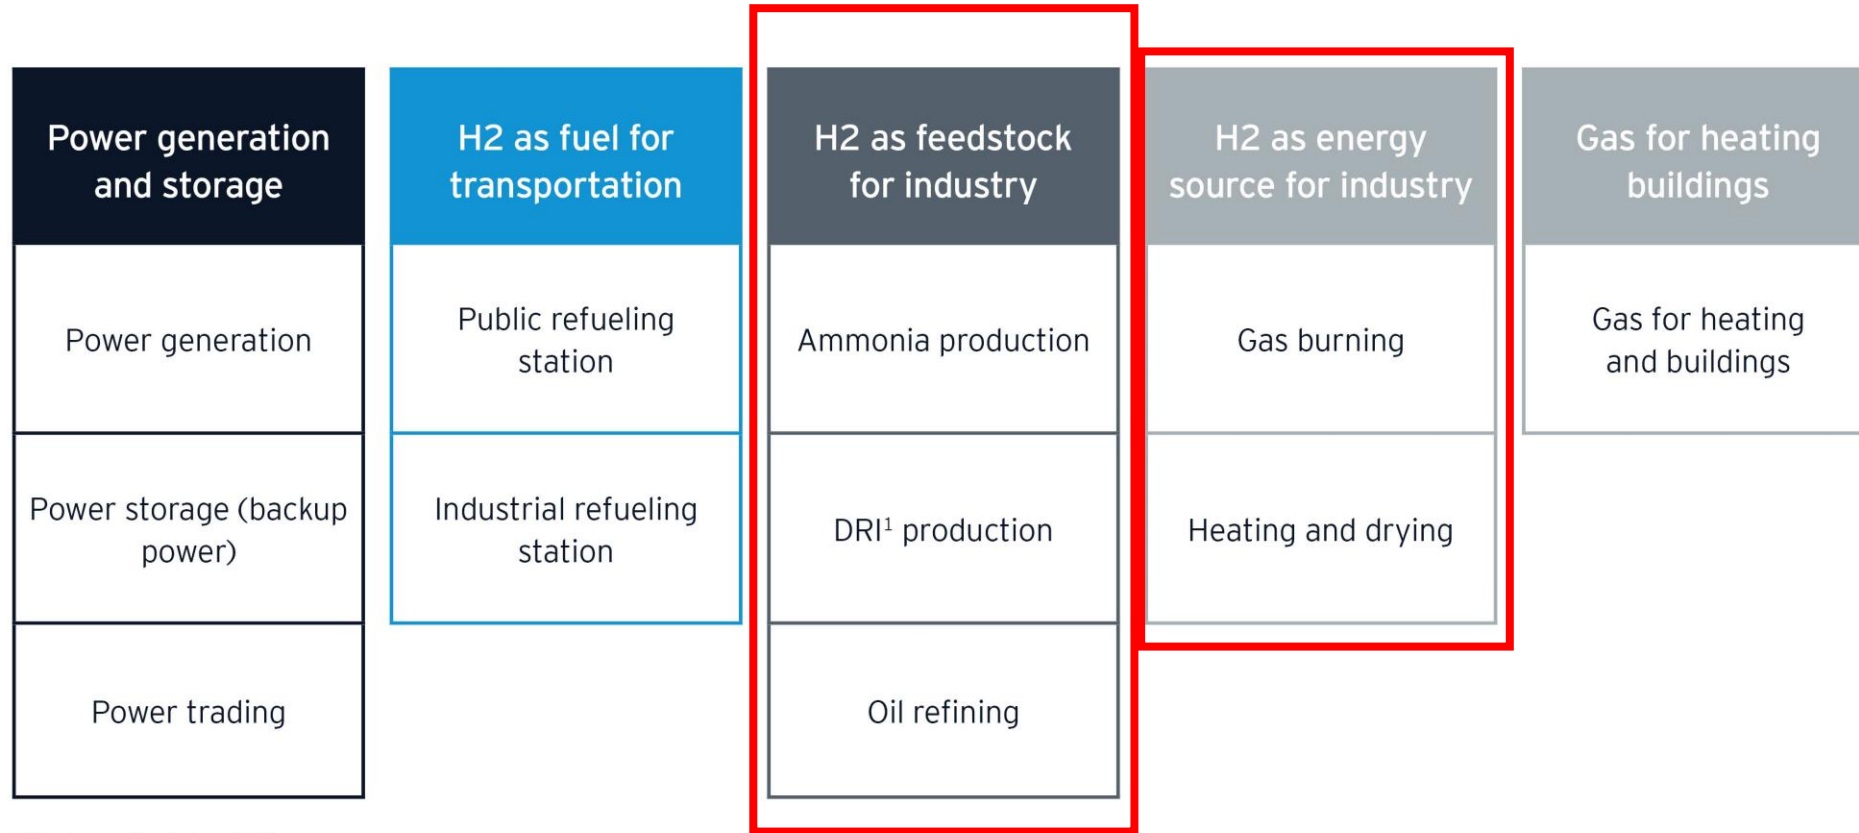 Power generation
and storage
Power generation
Power storage (backup
power)
Power trading
H2 as fuel for
transportation
Public refueling
station
Industrial refueling
station
H2 as feedstock
for industry
Ammonia production
DRI¹ production
Oil refining
H2 as energy
source for industry
Gas burning
Heating and drying
Gas for heating
buildings
Gas for heating
and buildings